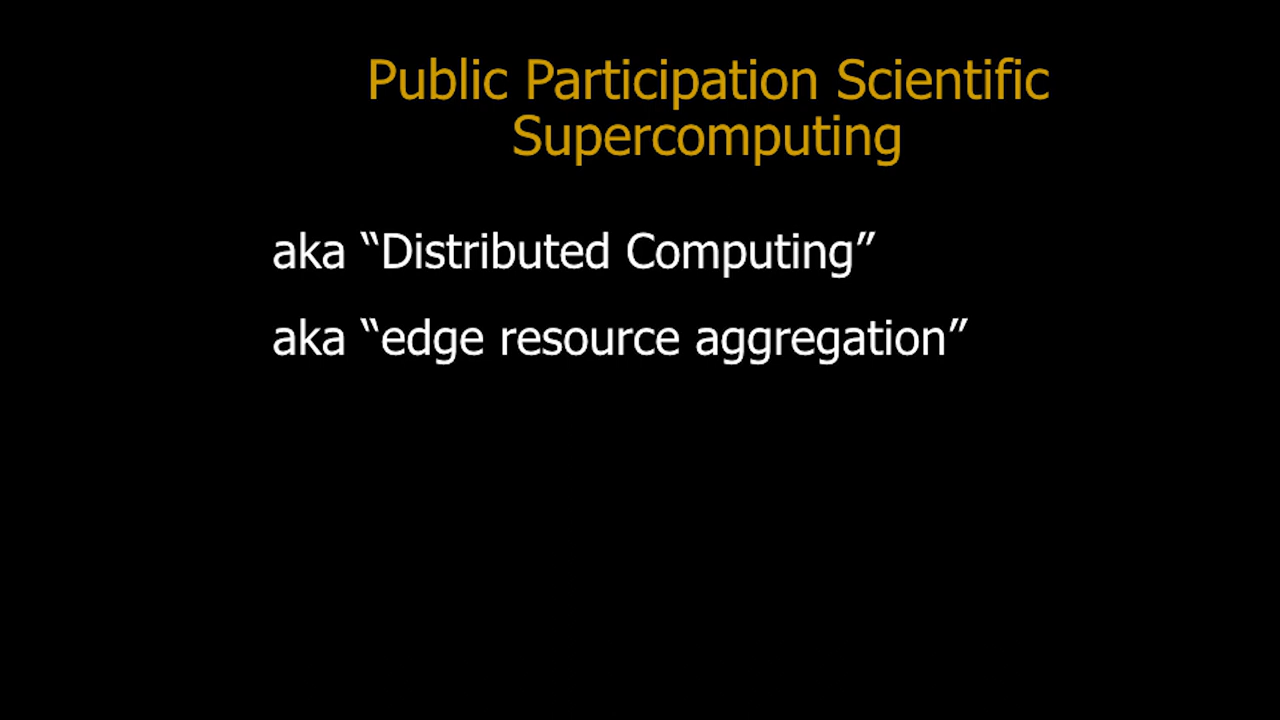 Public Participation Scientific
Supercomputing
aka “Distributed Computing”
aka “edge resource aggregation”